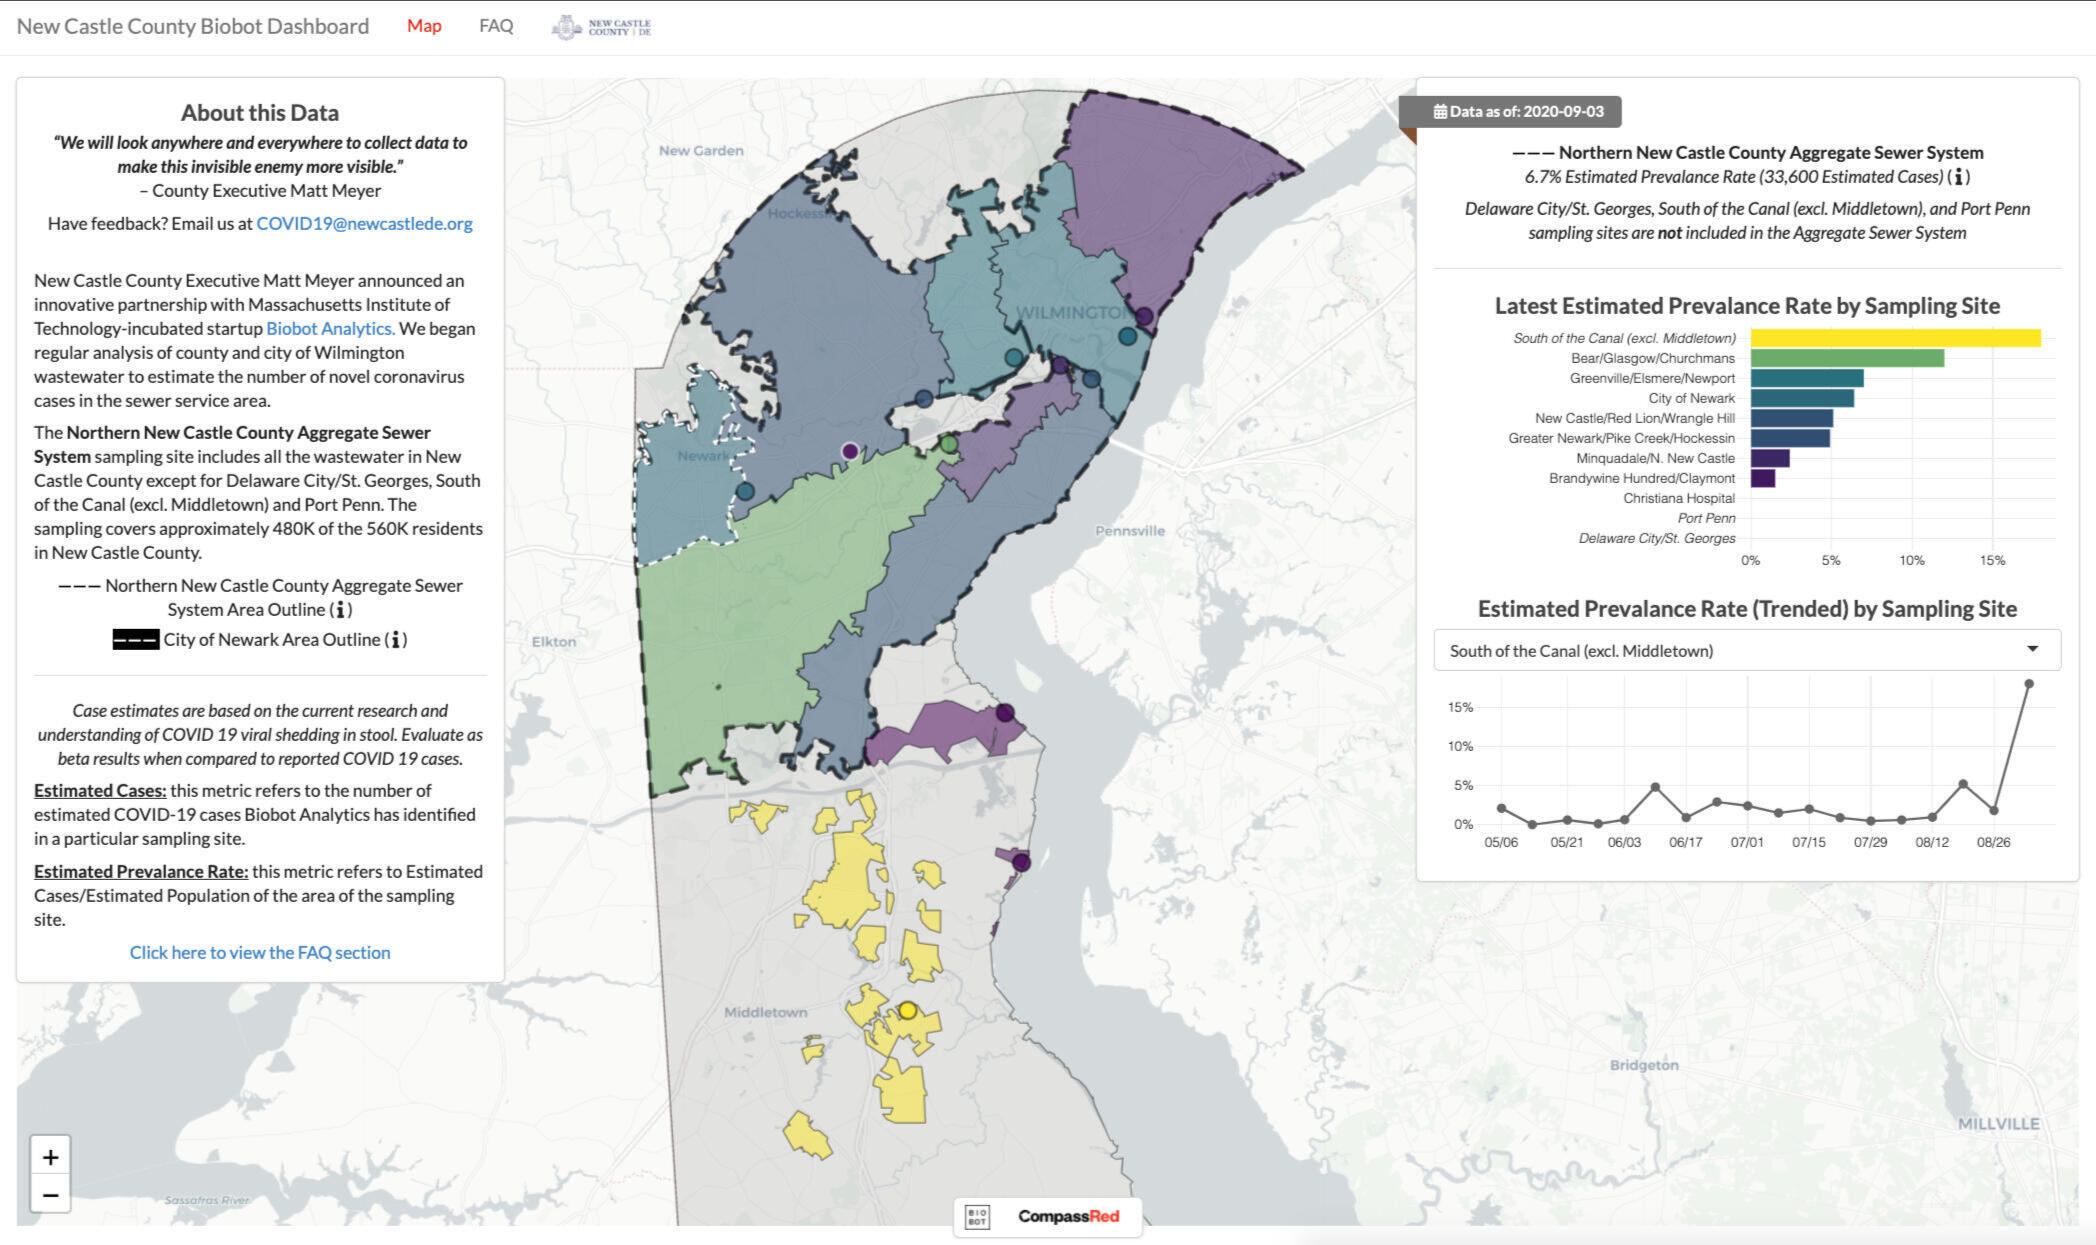 New Castle County Biobot Dashboard
Map
FAQ
NEW CASTLE
COUNTY | DE
About this Data
“We will look anywhere and everywhere to collect data to
make this invisible enemy more visible.”
– County Executive Matt Meyer
Have feedback? Email us at COVID19@newcastlede.org
New Castle County Executive Matt Meyer announced an
innovative partnership with Massachusetts Institute of
Technology-incubated startup Biobot Analytics. We began
regular analysis of county and city of Wilmington
wastewater to estimate the number of novel coronavirus
cases in the sewer service area.
The Northern New Castle County Aggregate Sewer
System sampling site includes all the wastewater in New
Castle County except for Delaware City/St. Georges, South
of the Canal (excl. Middletown) and Port Penn. The
sampling covers approximately 480K of the 560K residents
in New Castle County.
––– Northern New Castle County Aggregate Sewer
System Area Outline (i)
––– City of Newark Area Outline (i)
Case estimates are based on the current research and
understanding of COVID 19 viral shedding in stool. Evaluate as
beta results when compared to reported COVID 19 cases.
Estimated Cases: this metric refers to the number of
estimated COVID-19 cases Biobot Analytics has identified
in a particular sampling site.
Estimated Prevalance Rate: this metric refers to Estimated
Cases/Estimated Population of the area of the sampling
site.
Click here to view the FAQ section
+
−
New Garden
Hockessin
WILMINGTON
Newark
Pennsville
Elkton
Middletown
Bridgeton
MILLVILLE
Sassafras River
BIO
BOT
CompassRed
Data as of: 2020-09-03
––– Northern New Castle County Aggregate Sewer System
6.7% Estimated Prevalance Rate (33,600 Estimated Cases) (i)
Delaware City/St. Georges, South of the Canal (excl. Middletown), and Port Penn
sampling sites are not included in the Aggregate Sewer System
Latest Estimated Prevalance Rate by Sampling Site
South of the Canal (excl. Middletown)
Bear/Glasgow/Churchmans
Greenville/Elsmere/Newport
City of Newark
New Castle/Red Lion/Wrangle Hill
Greater Newark/Pike Creek/Hockessin
Minquadale/N. New Castle
Brandywine Hundred/Claymont
Christiana Hospital
Port Penn
Delaware City/St. Georges
0% 5% 10% 15%
Estimated Prevalance Rate (Trended) by Sampling Site
South of the Canal (excl. Middletown)
15%
10%
5%
0%
05/06 05/21 06/03 06/17 07/01 07/15 07/29 08/12 08/26